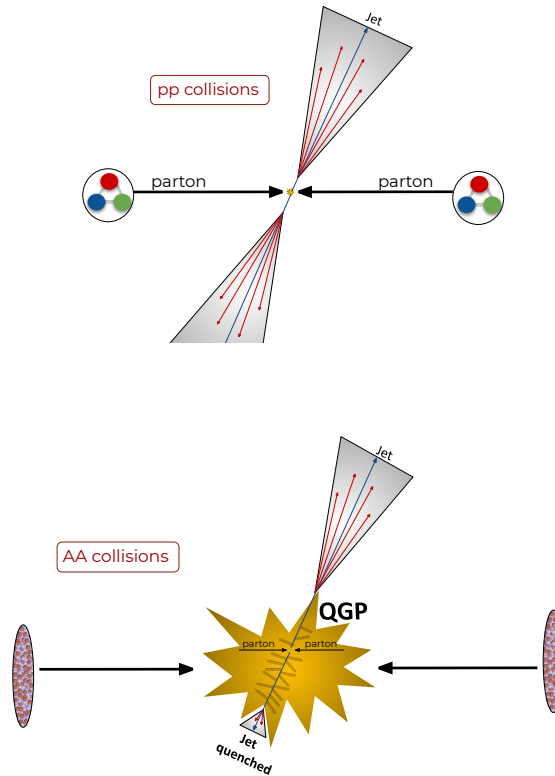 Jet
pp collisions
parton
parton
Jet
AA collisions
QGP
parton
parton
Jet
quenched